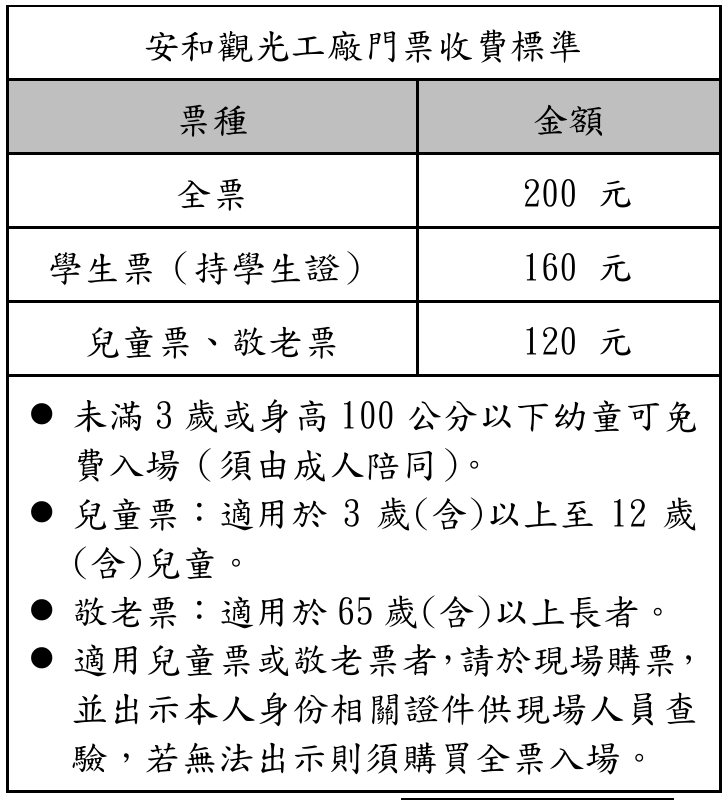 安和觀光工廠門票收費標準
票種 金額
全票 200 元
學生票（持學生證） 160 元
兒童票、敬老票 120 元
● 未滿 3 歲或身高 100 公分以下幼童可免
費入場（須由成人陪同）。
● 兒童票：適用於 3 歲(含)以上至 12 歲
(含)兒童。
● 敬老票：適用於 65 歲(含)以上長者。
● 適用兒童票或敬老票者，請於現場購票，
並出示本人身份相關證件供現場人員查
驗，若無法出示則須購買全票入場。